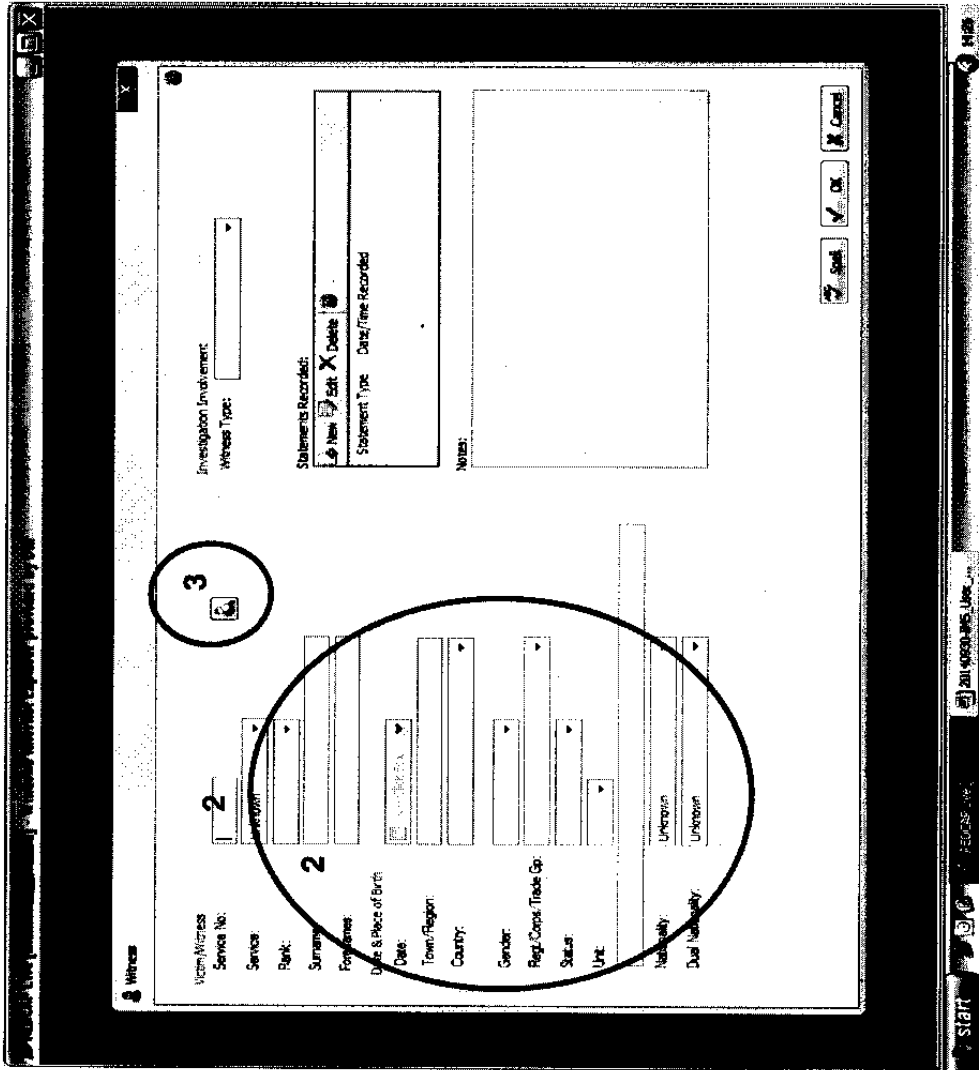 Witness
Victim/Witness
Service No:
2
3
Service:
Unknown
Rank:
Surname:
2
Forenames:
Date & Place of Birth
Date:
Town/Region:
Country:
Gender:
Regt/Corps/Trade Gp:
Status:
Unit:
Nationality:
Unknown
Dual Nationality:
Unknown
Investigation Involvement
Witness Type:
Statements Recorded:
New Edit Delete
Statement Type Date/Time Recorded
Notes:
Spell OK Cancel
start